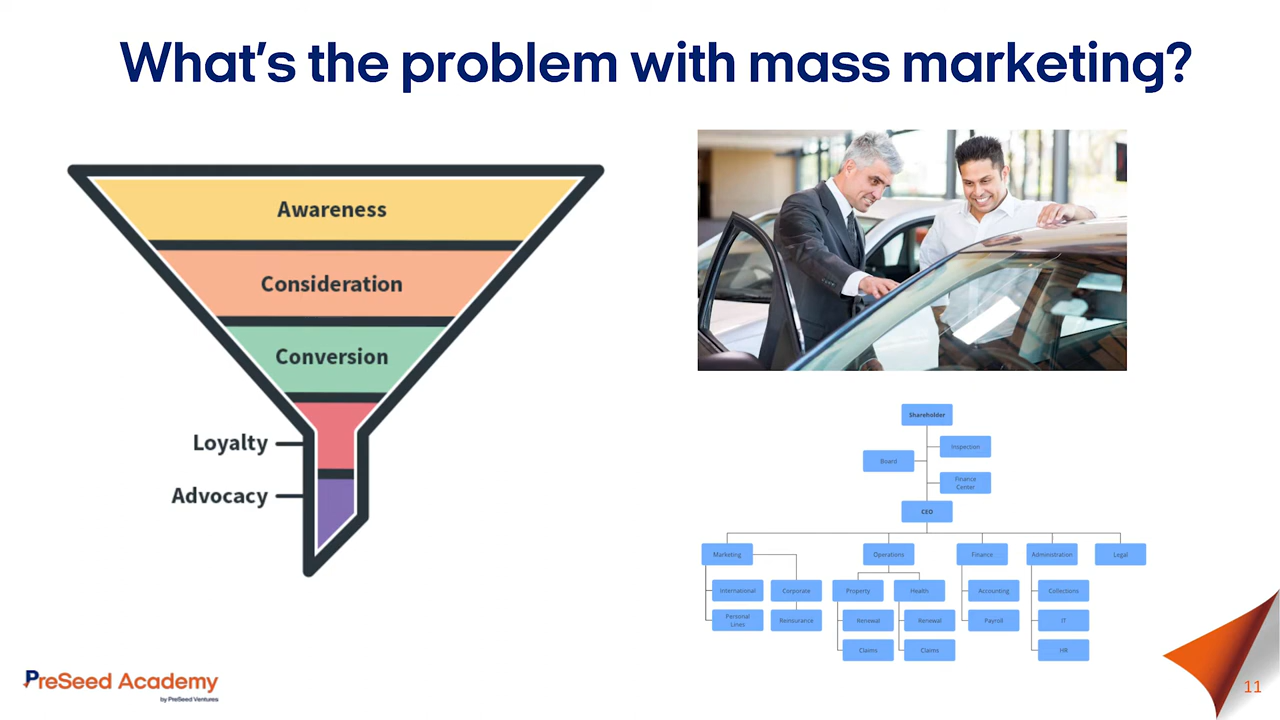 What's the problem with mass marketing?
Awareness
Consideration
Conversion
Loyalty
Advocacy
Shareholder
Inspection
Board
Finance
Center
CEO
Marketing
Operations
Finance
Administration
Legal
International
Corporate
Property
Health
Accounting
Collections
Personal
Lines
Reinsurance
Renewal
Renewal
Payroll
IT
Claims
Claims
HR
PreSeed Academy
by PreSeed Ventures
11